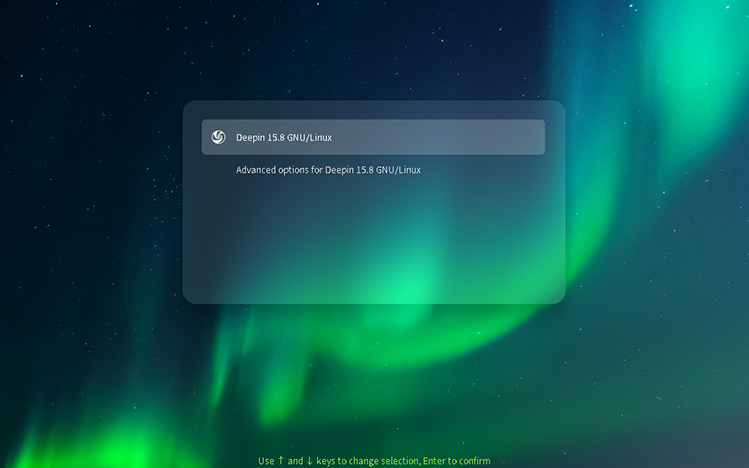 Deepin 15.8 GNU/Linux
Advanced options for Deepin 15.8 GNU/Linux
Use ↑ and ↓ keys to change selection, Enter to confirm